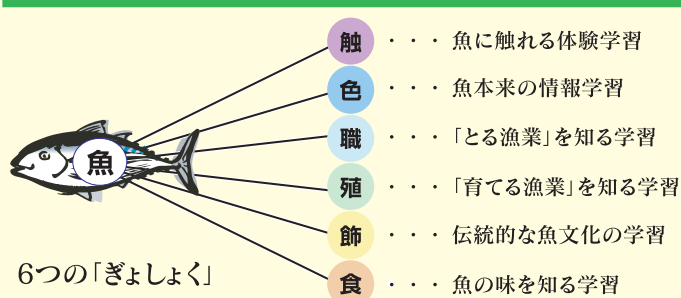 触 ・・・ 魚に触れる体験学習
色 ・・・ 魚本来の情報学習
職 ・・・ 「とる漁業」を知る学習
魚
殖 ・・・ 「育てる漁業」を知る学習
飾 ・・・ 伝統的な魚文化の学習
食 ・・・ 魚の味を知る学習
6つの「ぎょしょく」